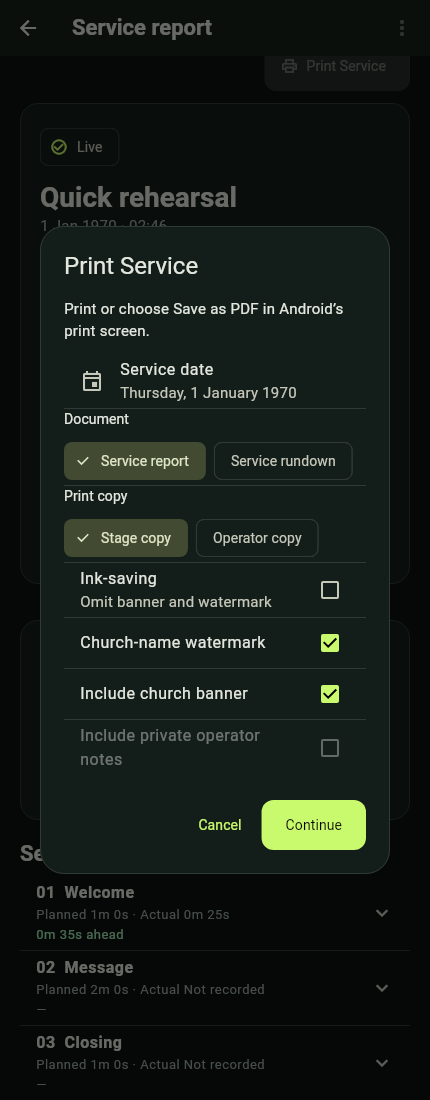 Service report
Print Service
Live
Quick rehearsal
1 Jan 1970 · 02:46
Print Service
Print or choose Save as PDF in Android’s
print screen.
Service date
Thursday, 1 January 1970
Document
Service report
Service rundown
Print copy
Stage copy
Operator copy
Ink-saving
Omit banner and watermark
Church-name watermark
Include church banner
Include private operator
notes
Cancel
Continue
01 Welcome
Planned 1m 0s · Actual 0m 25s
0m 35s ahead
02 Message
Planned 2m 0s · Actual Not recorded
—
03 Closing
Planned 1m 0s · Actual Not recorded
—